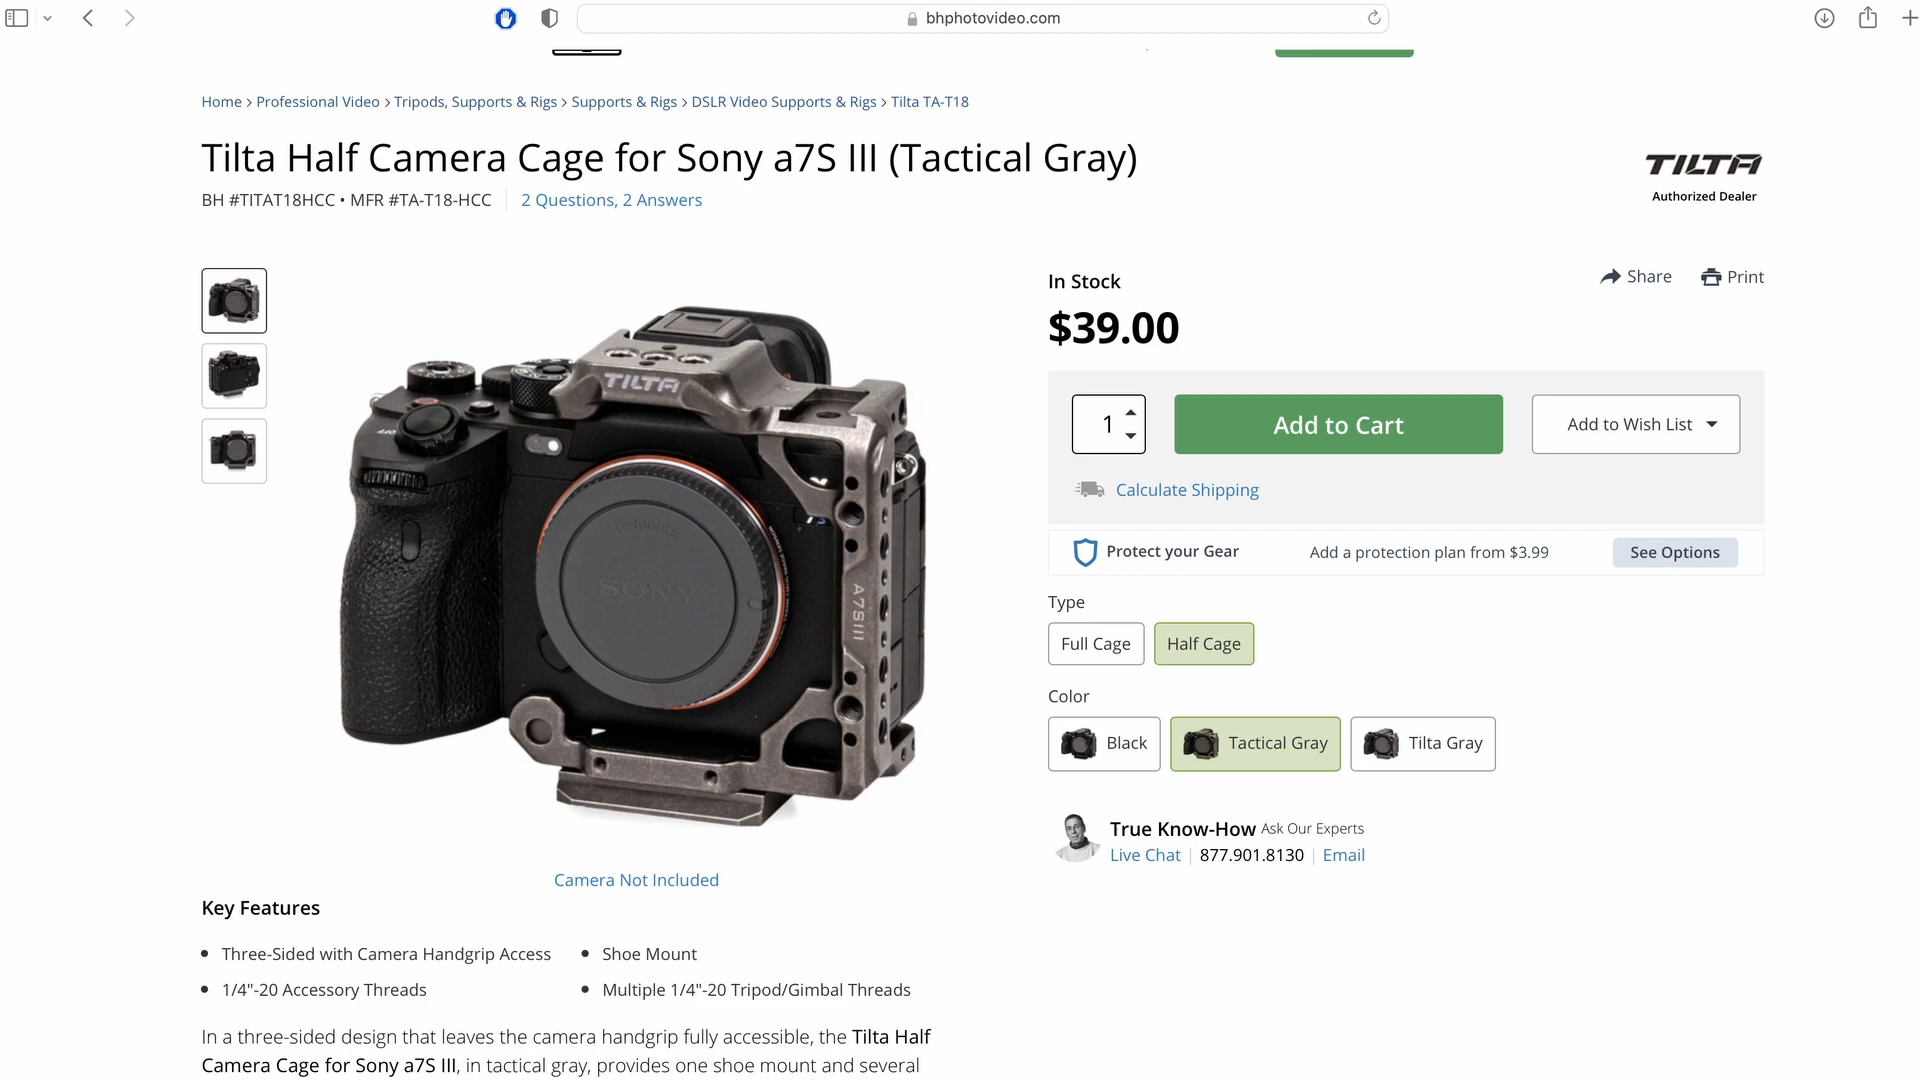 bhphotovideo.com
Home > Professional Video > Tripods, Supports & Rigs > Supports & Rigs > DSLR Video Supports & Rigs > Tilta TA-T18
Tilta Half Camera Cage for Sony a7S III (Tactical Gray)
BH #TITAT18HCC • MFR #TA-T18-HCC
2 Questions, 2 Answers
TILTA
Authorized Dealer
TILTA
OFF
E-mount
SONY
A7SIII
Camera Not Included
In Stock
Share
Print
$39.00
1
Add to Cart
Add to Wish List
Calculate Shipping
Protect your Gear
Add a protection plan from $3.99
See Options
Type
Full Cage
Half Cage
Color
Black
Tactical Gray
Tilta Gray
True Know-How Ask Our Experts
Live Chat | 877.901.8130 | Email
Key Features
• Three-Sided with Camera Handgrip Access
• Shoe Mount
• 1/4"-20 Accessory Threads
• Multiple 1/4"-20 Tripod/Gimbal Threads
In a three-sided design that leaves the camera handgrip fully accessible, the Tilta Half
Camera Cage for Sony a7S III, in tactical gray, provides one shoe mount and several